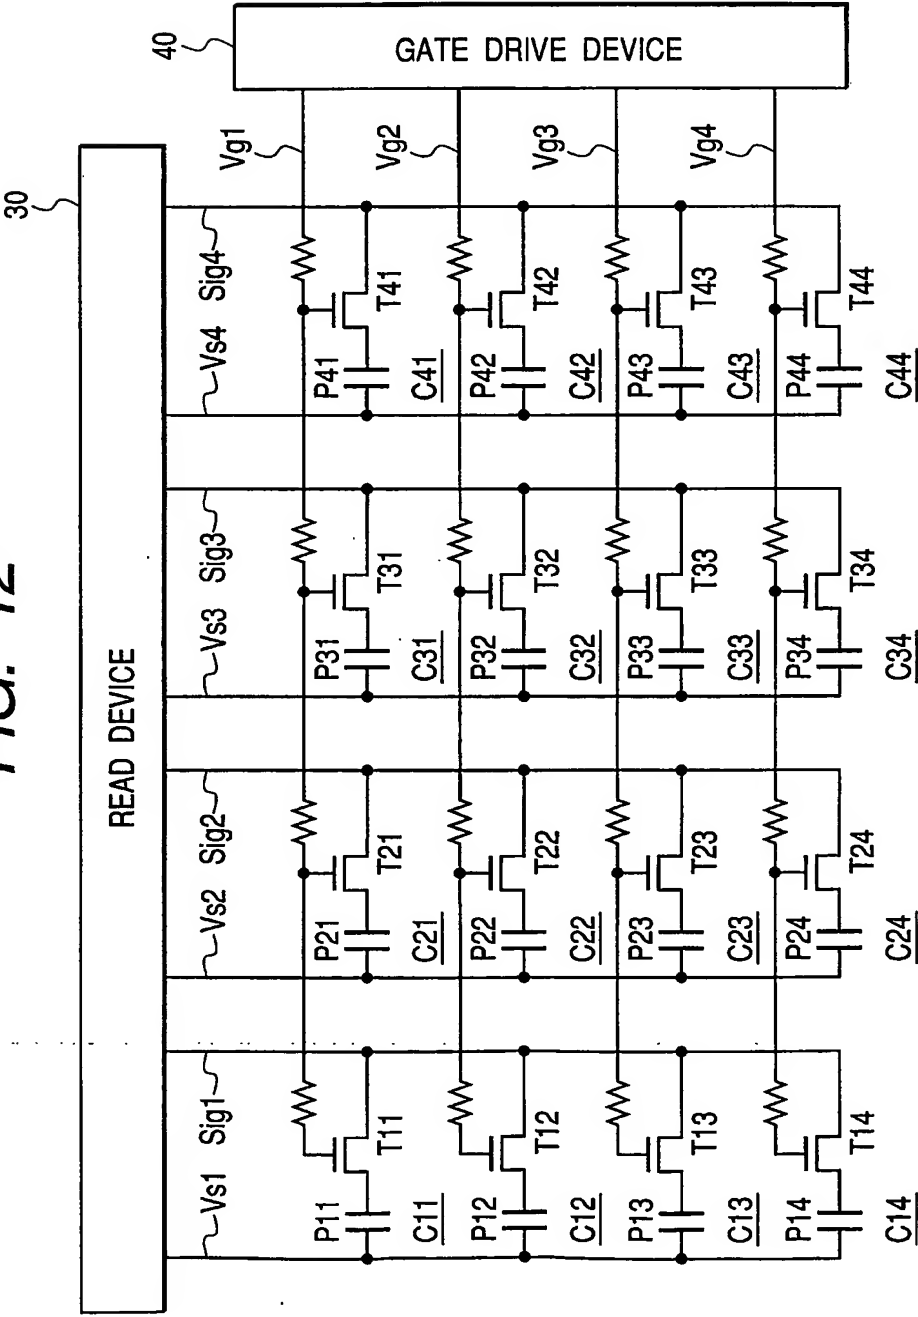 FIG. 12
30
READ DEVICE
40
GATE DRIVE DEVICE
Vs1 Sig1 Vs2 Sig2 Vs3 Sig3 Vs4 Sig4
Vg1
P11 P21 P31 P41
T11 T21 T31 T41
C11 C21 C31 C41
Vg2
P12 P22 P32 P42
T12 T22 T32 T42
C12 C22 C32 C42
Vg3
P13 P23 P33 P43
T13 T23 T33 T43
C13 C23 C33 C43
Vg4
P14 P24 P34 P44
T14 T24 T34 T44
C14 C24 C34 C44